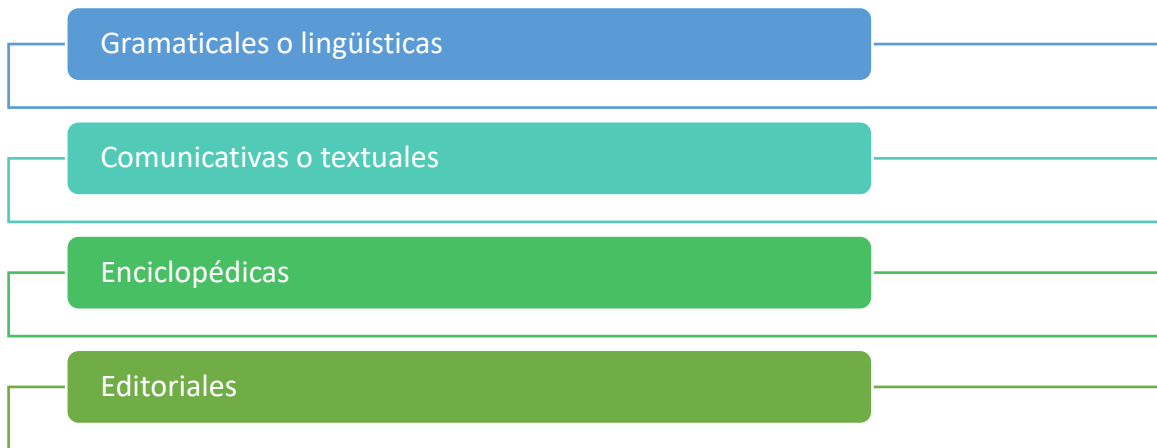 Gramaticales o lingüísticas
Comunicativas o textuales
Enciclopédicas
Editoriales